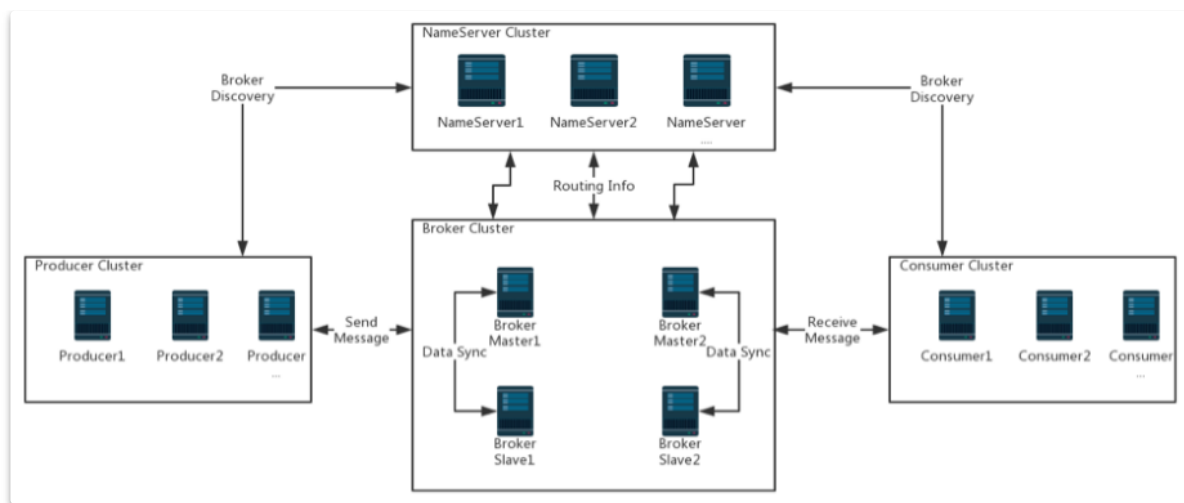 NameServer Cluster
NameServer1
NameServer2
NameServer
....
Broker
Discovery
Broker
Discovery
Routing Info
Broker Cluster
Producer Cluster
Producer1
Producer2
Producer
...
Send
Message
Broker
Master1
Broker
Master2
Data Sync
Data Sync
Broker
Slave1
Broker
Slave2
Receive
Message
Consumer Cluster
Consumer1
Consumer2
Consumer
...